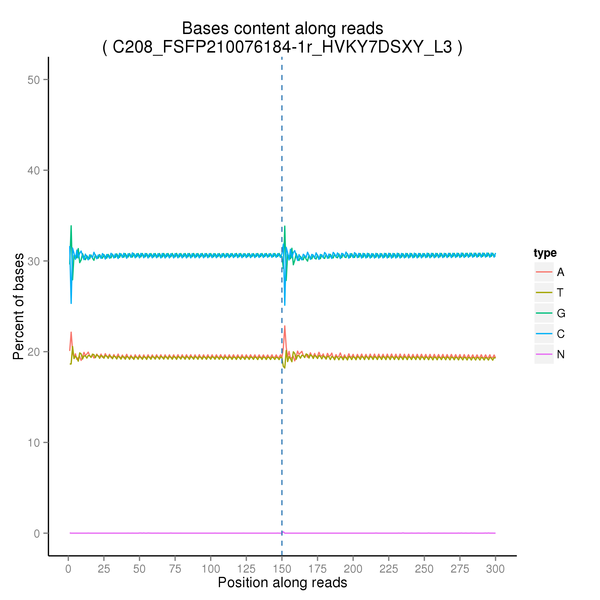 Bases content along reads
( C208_FSFP210076184-1r_HVKY7DSXY_L3 )
50
40
30
20
10
0
Percent of bases
0 25 50 75 100 125 150 175 200 225 250 275 300
Position along reads
type
A
T
G
C
N